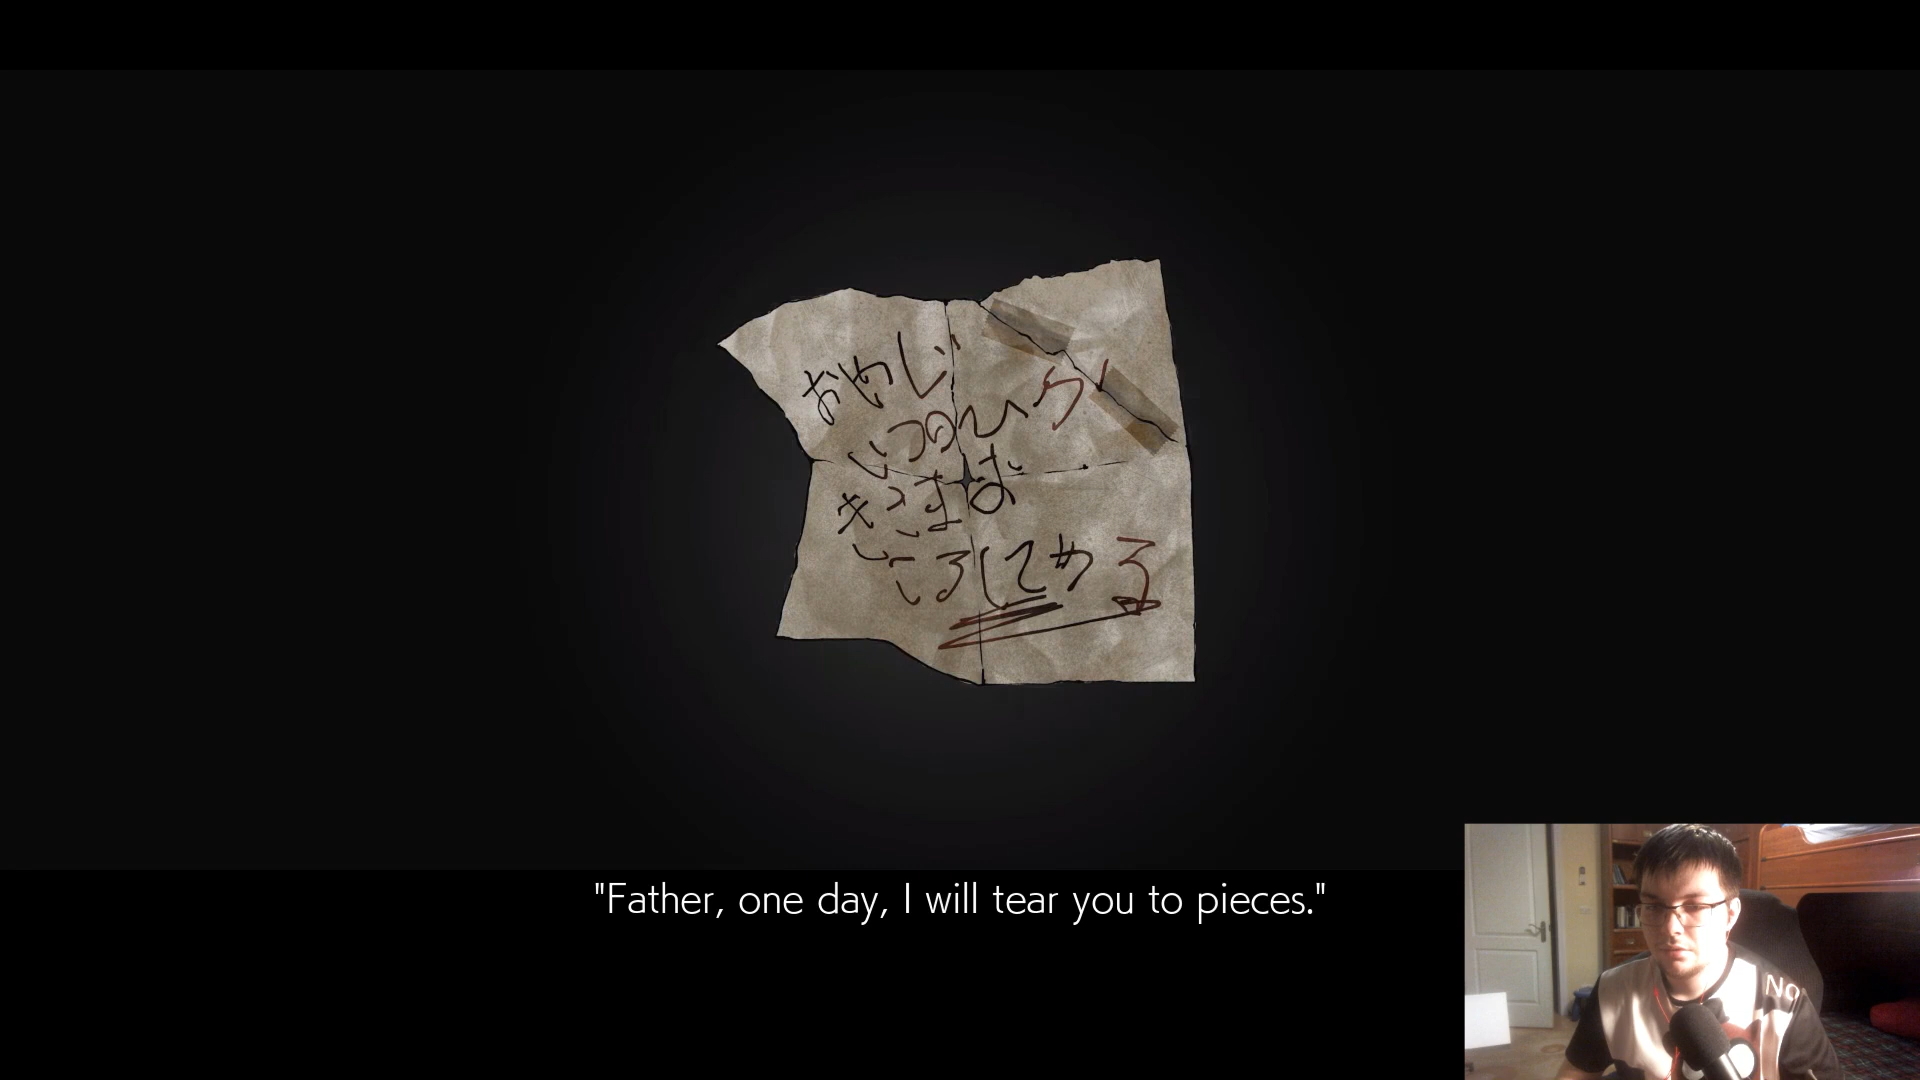 おやじ
いつのひか
きさまを
ころしてやる
"Father, one day, I will tear you to pieces."
NO